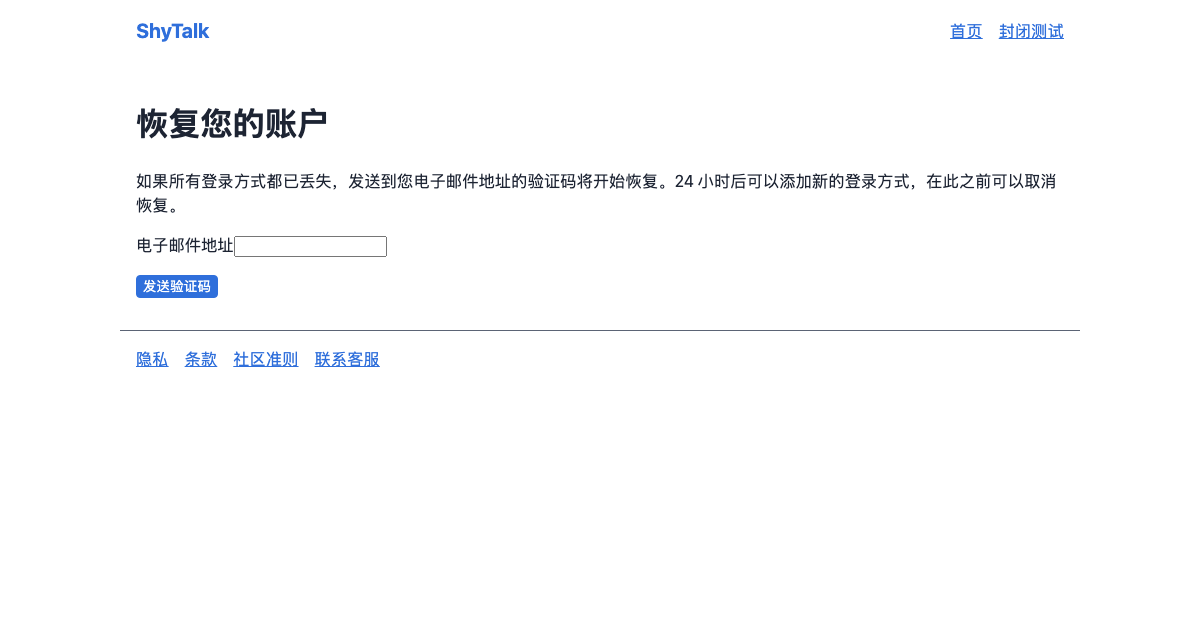 ShyTalk
首页 封闭测试
恢复您的账户
如果所有登录方式都已丢失，发送到您电子邮件地址的验证码将开始恢复。24 小时后可以添加新的登录方式，在此之前可以取消
恢复。
电子邮件地址
发送验证码
隐私 条款 社区准则 联系客服